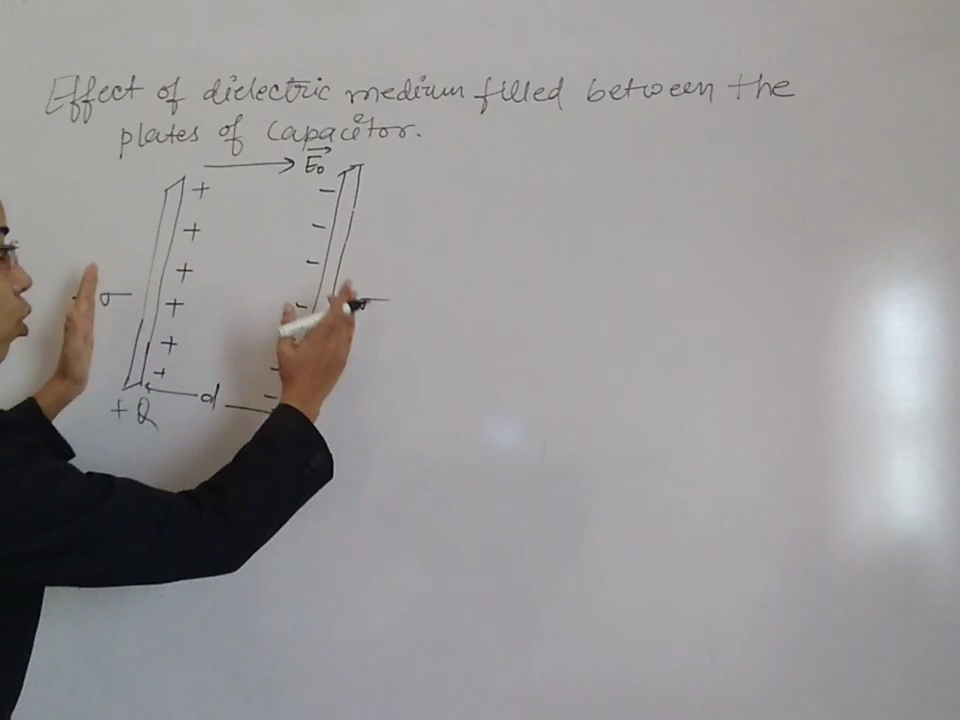 Effect of dielectric medium filled between the
plates of capacitor.
E₀
+ -
+ -
+ -
σ + -
+
+ -
d -
+Q